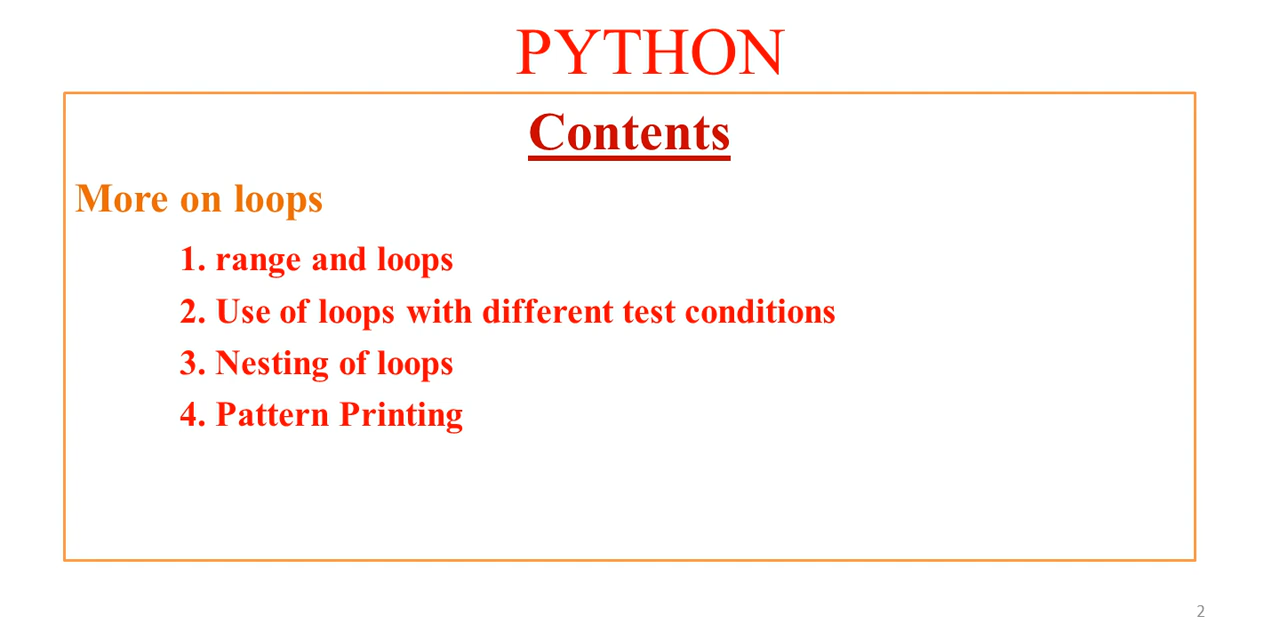 PYTHON
Contents
More on loops
1. range and loops
2. Use of loops with different test conditions
3. Nesting of loops
4. Pattern Printing
2